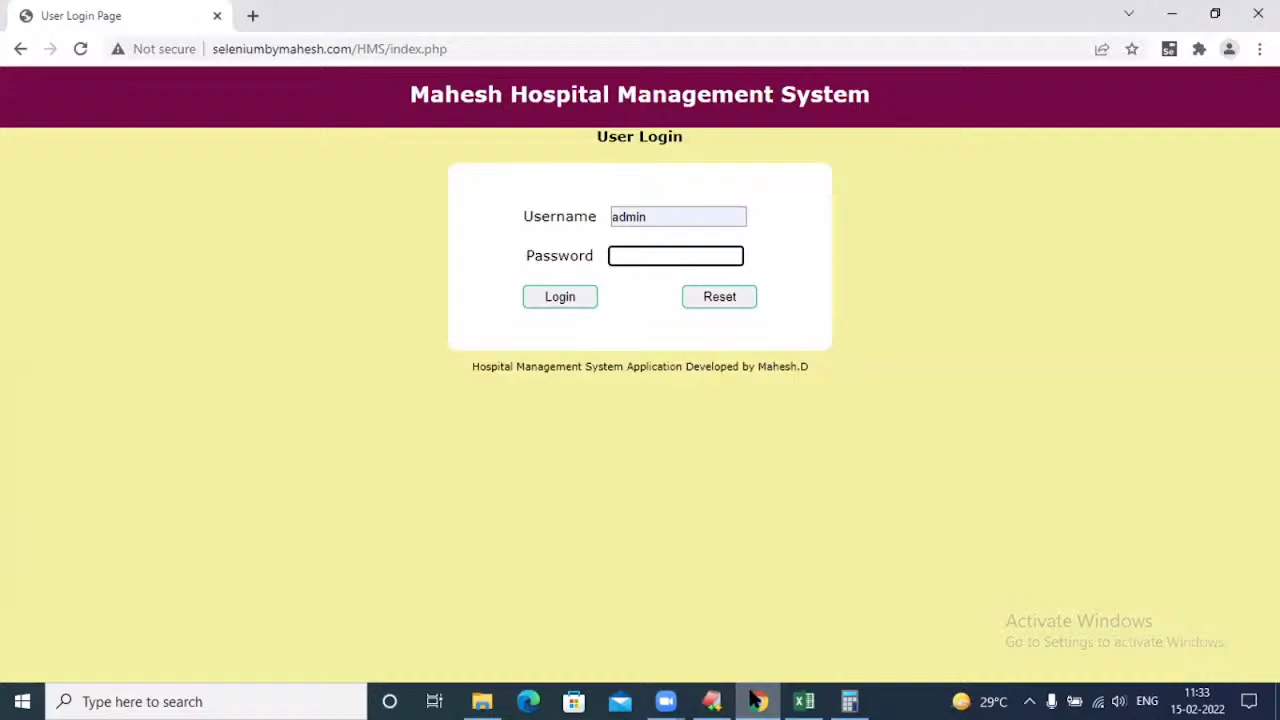 User Login Page
Not secure
seleniumbymahesh.com/HMS/index.php
Se
Mahesh Hospital Management System
User Login
Username admin
Password
Login Reset
Hospital Management System Application Developed by Mahesh.D
Activate Windows
Go to Settings to activate Windows.
Type here to search
29°C
ENG
11:33
15-02-2022